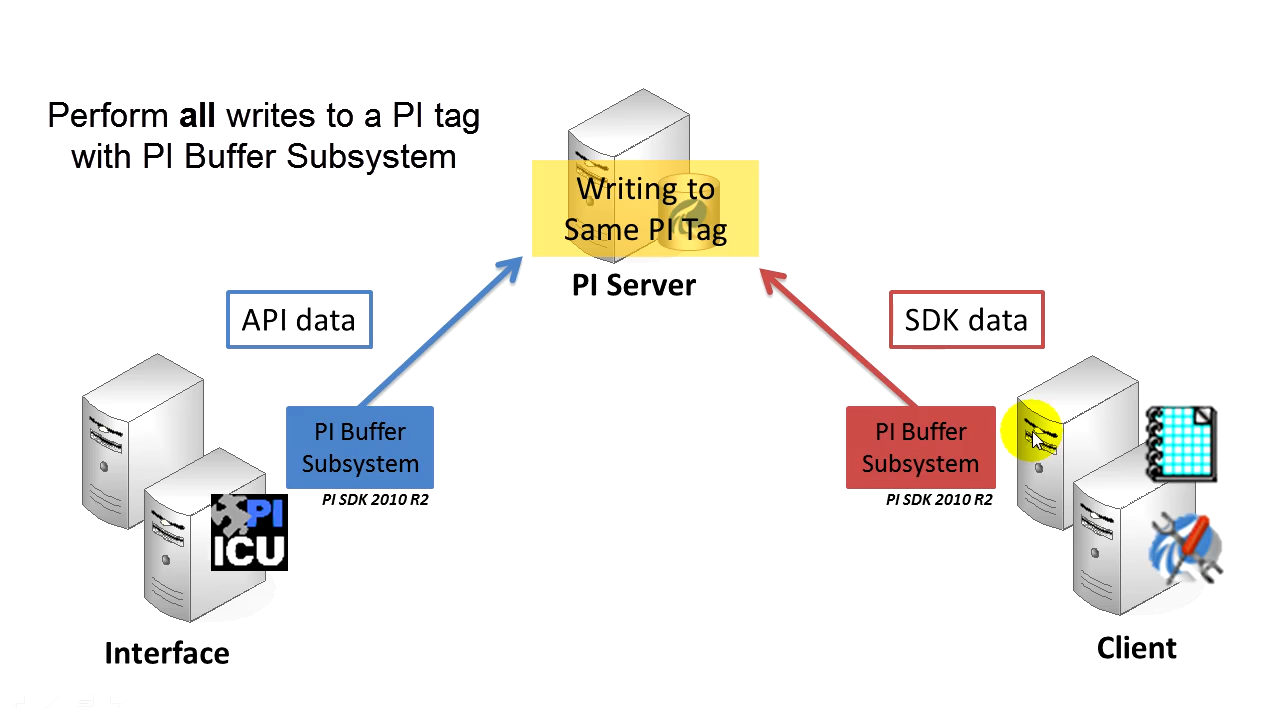 Perform all writes to a PI tag
with PI Buffer Subsystem
Writing to
Same PI Tag
PI Server
API data
SDK data
PI Buffer
Subsystem
PI SDK 2010 R2
PI Buffer
Subsystem
PI SDK 2010 R2
PI
ICU
Interface
Client